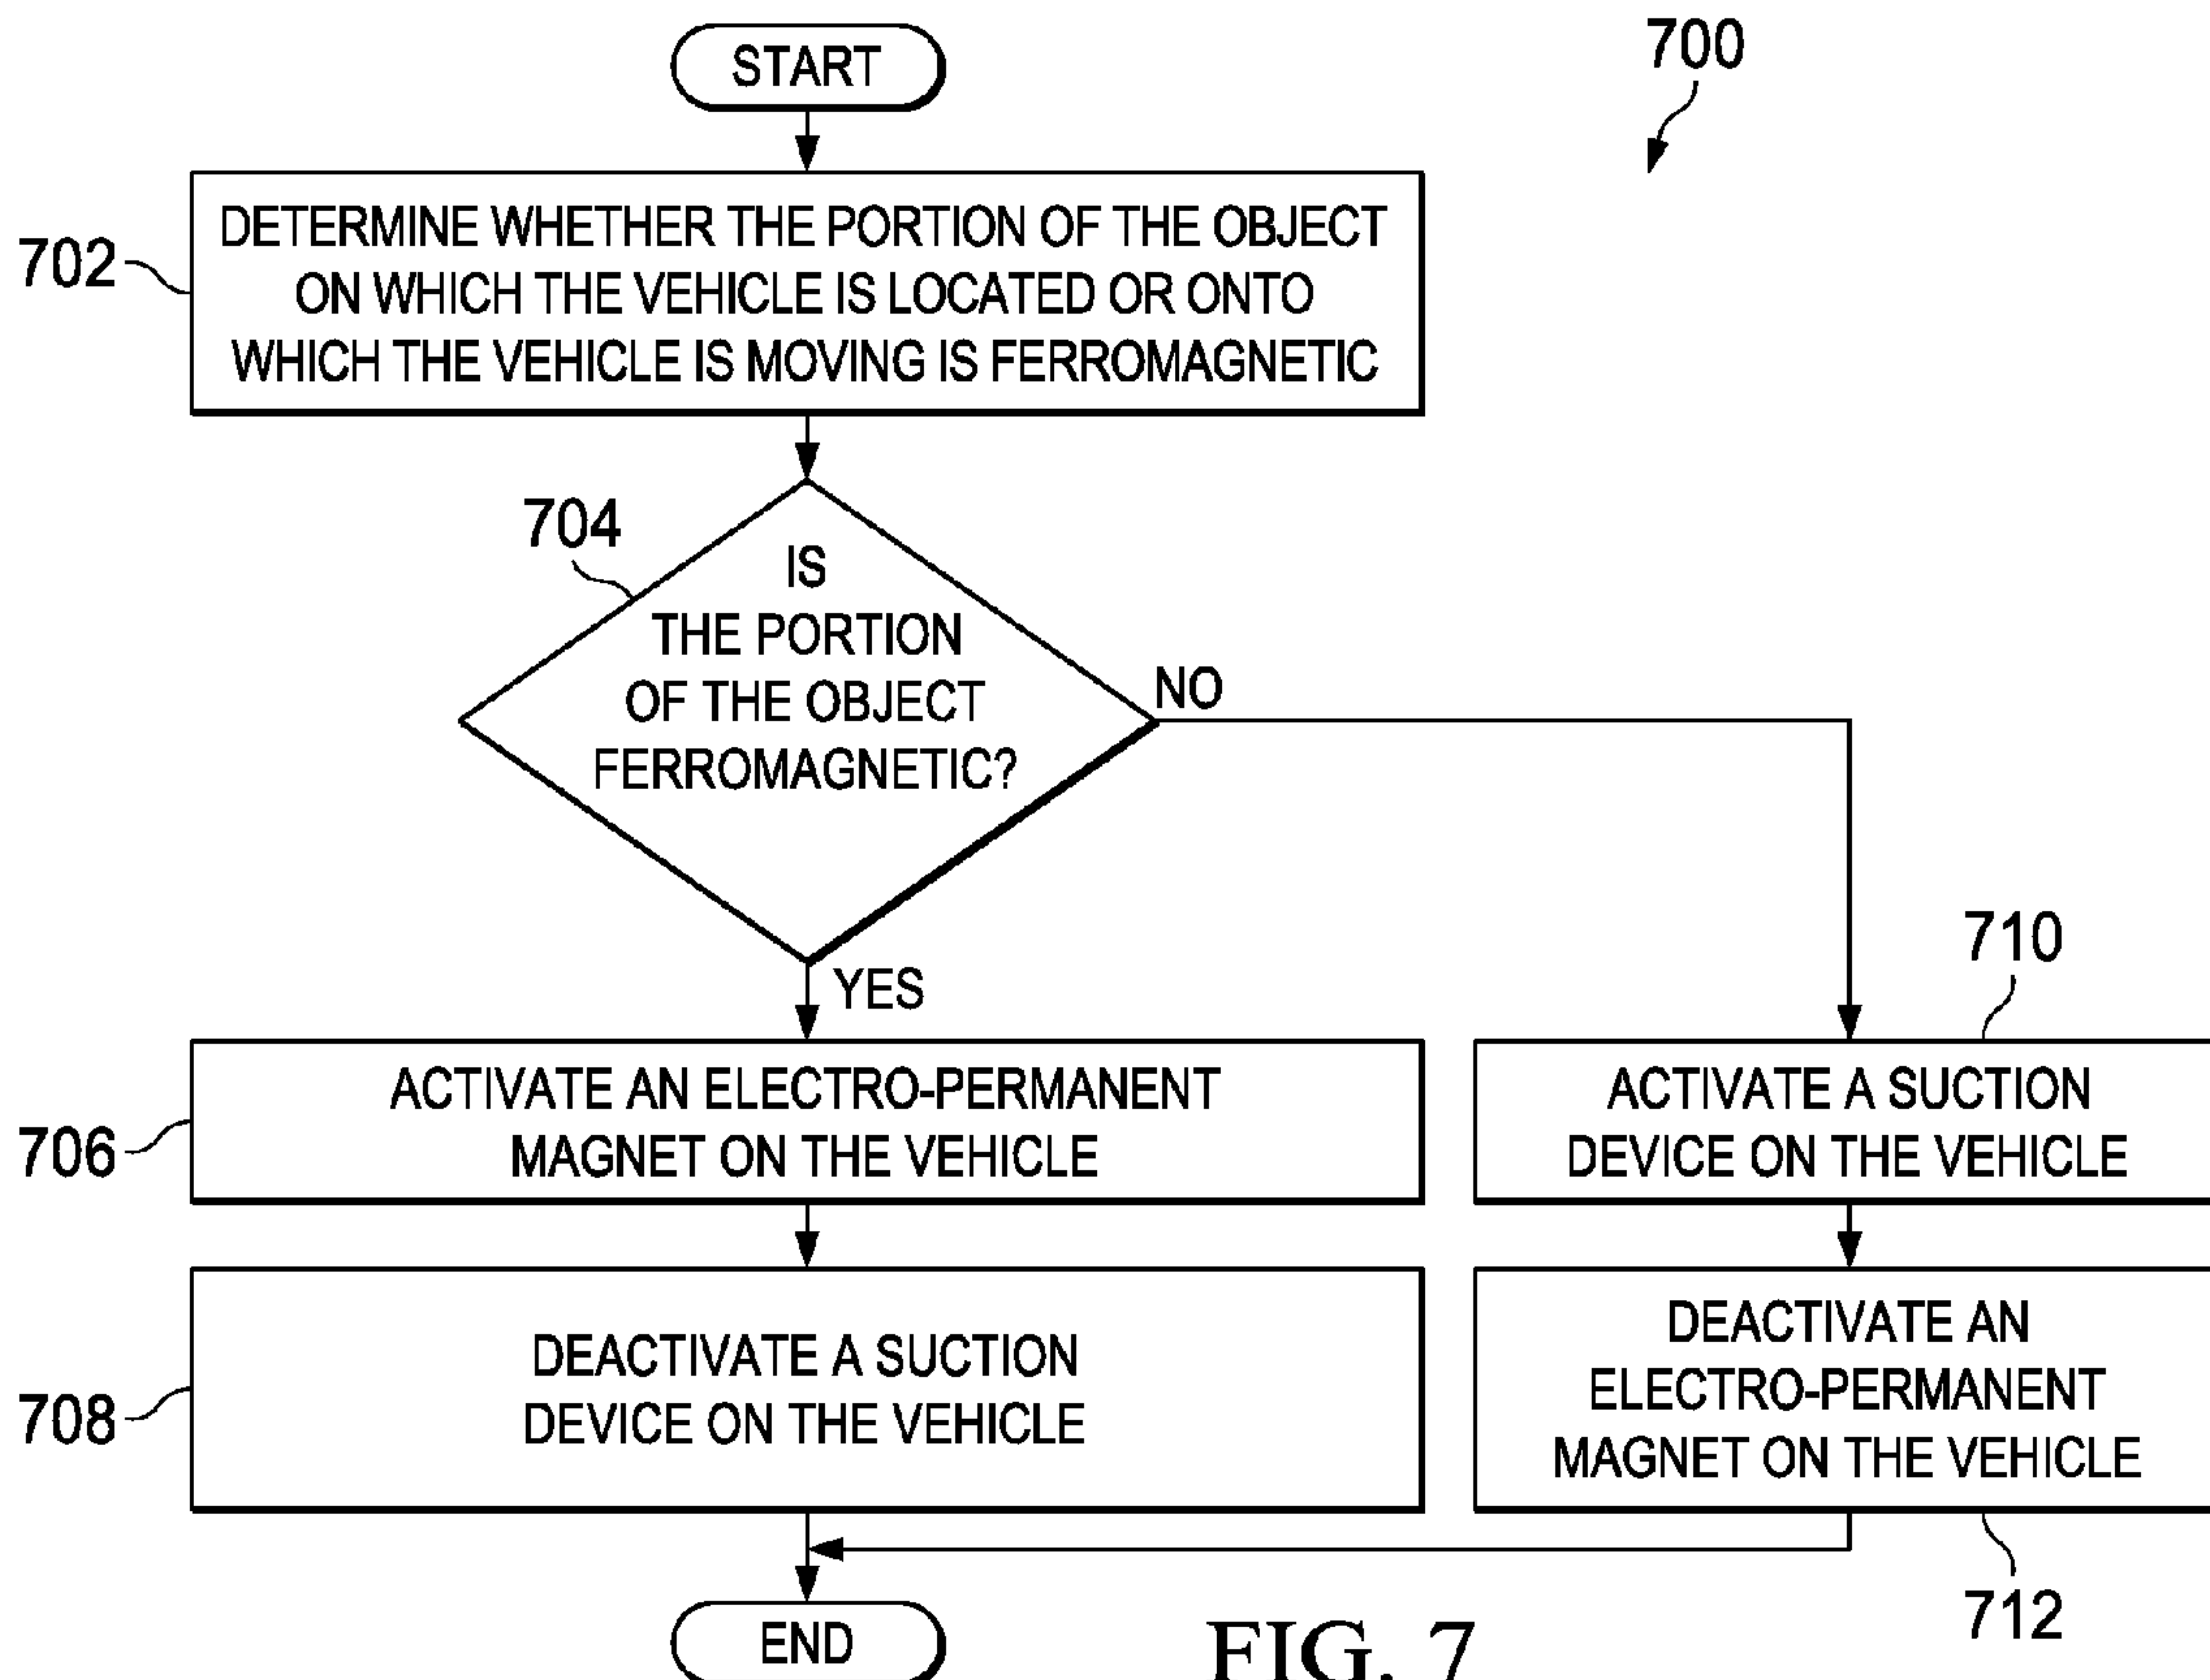 START
700
702
DETERMINE WHETHER THE PORTION OF THE OBJECT
ON WHICH THE VEHICLE IS LOCATED OR ONTO
WHICH THE VEHICLE IS MOVING IS FERROMAGNETIC
704
IS
THE PORTION
OF THE OBJECT
FERROMAGNETIC?
NO
YES
706
ACTIVATE AN ELECTRO-PERMANENT
MAGNET ON THE VEHICLE
710
ACTIVATE A SUCTION
DEVICE ON THE VEHICLE
708
DEACTIVATE A SUCTION
DEVICE ON THE VEHICLE
DEACTIVATE AN
ELECTRO-PERMANENT
MAGNET ON THE VEHICLE
712
END
FIG. 7